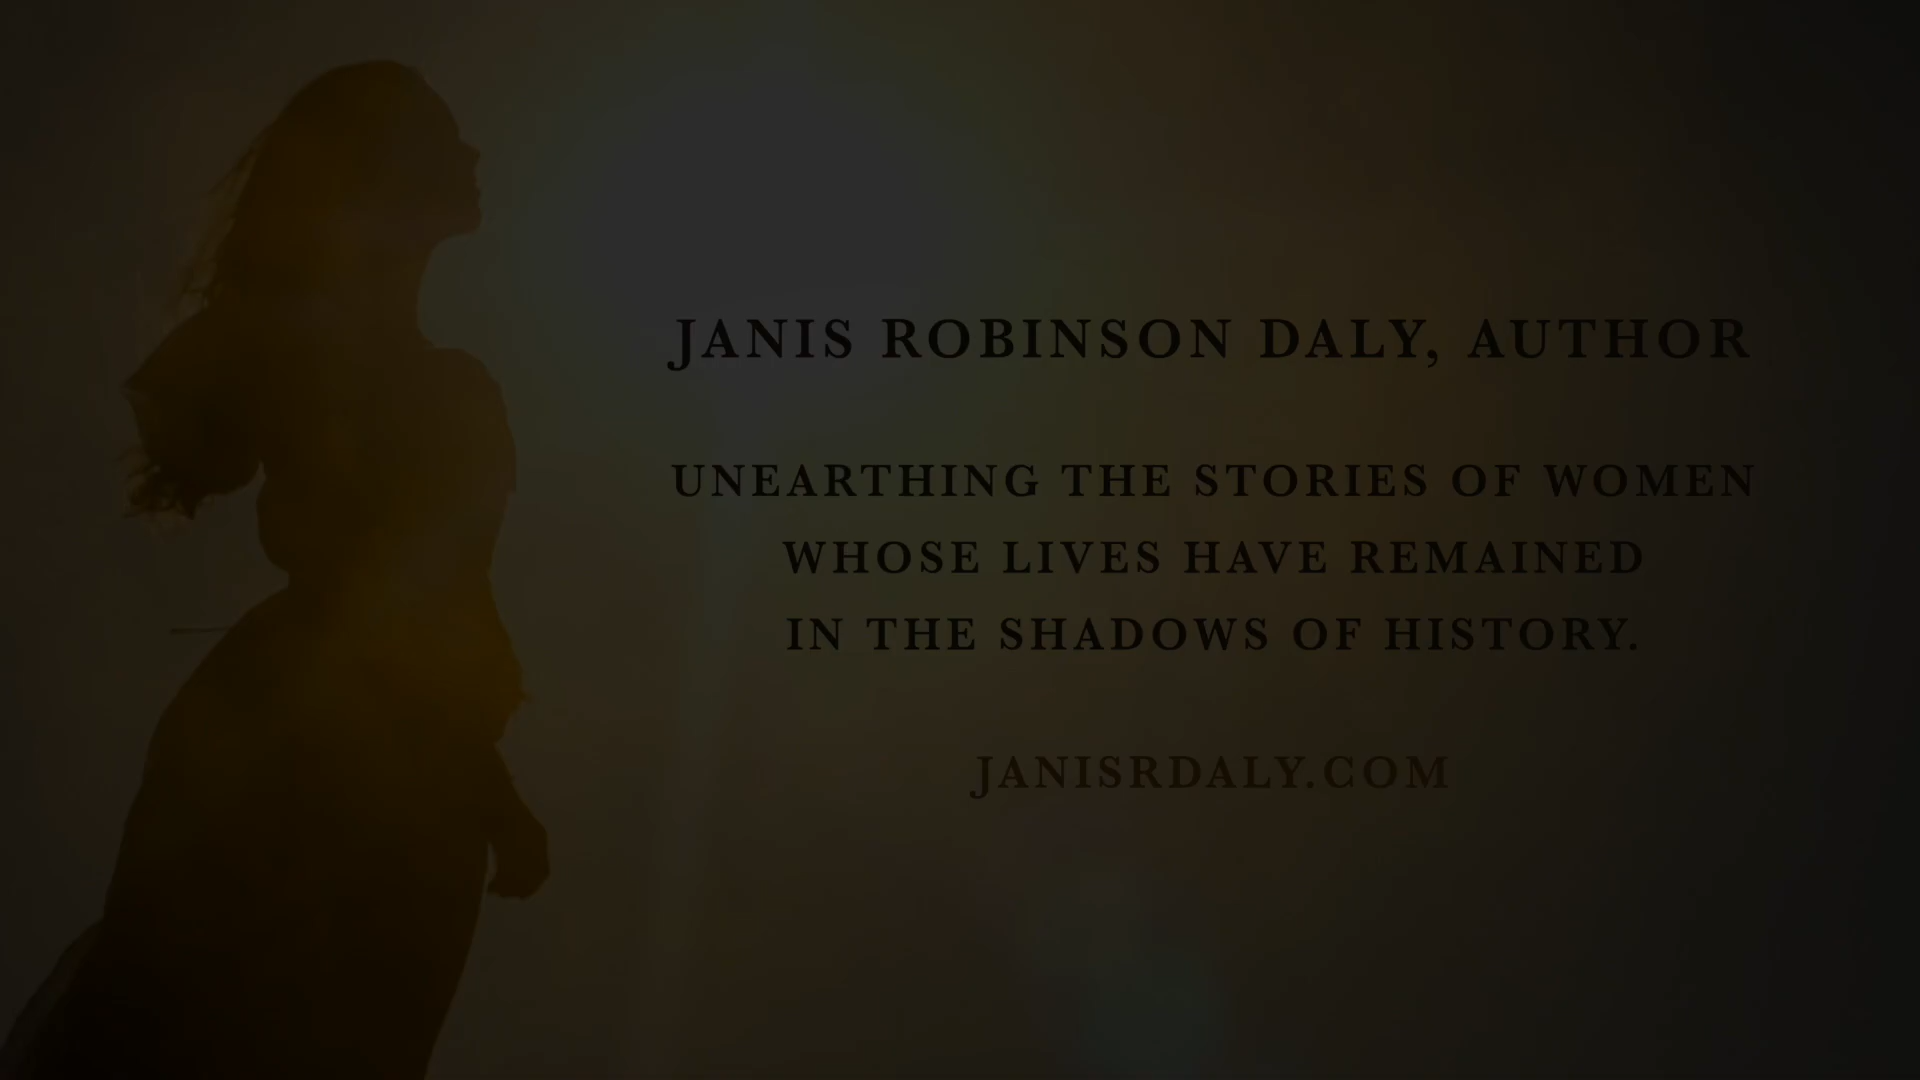 JANIS ROBINSON DALY, AUTHOR
UNEARTHING THE STORIES OF WOMEN
WHOSE LIVES HAVE REMAINED
IN THE SHADOWS OF HISTORY.
JANISRDALY.COM